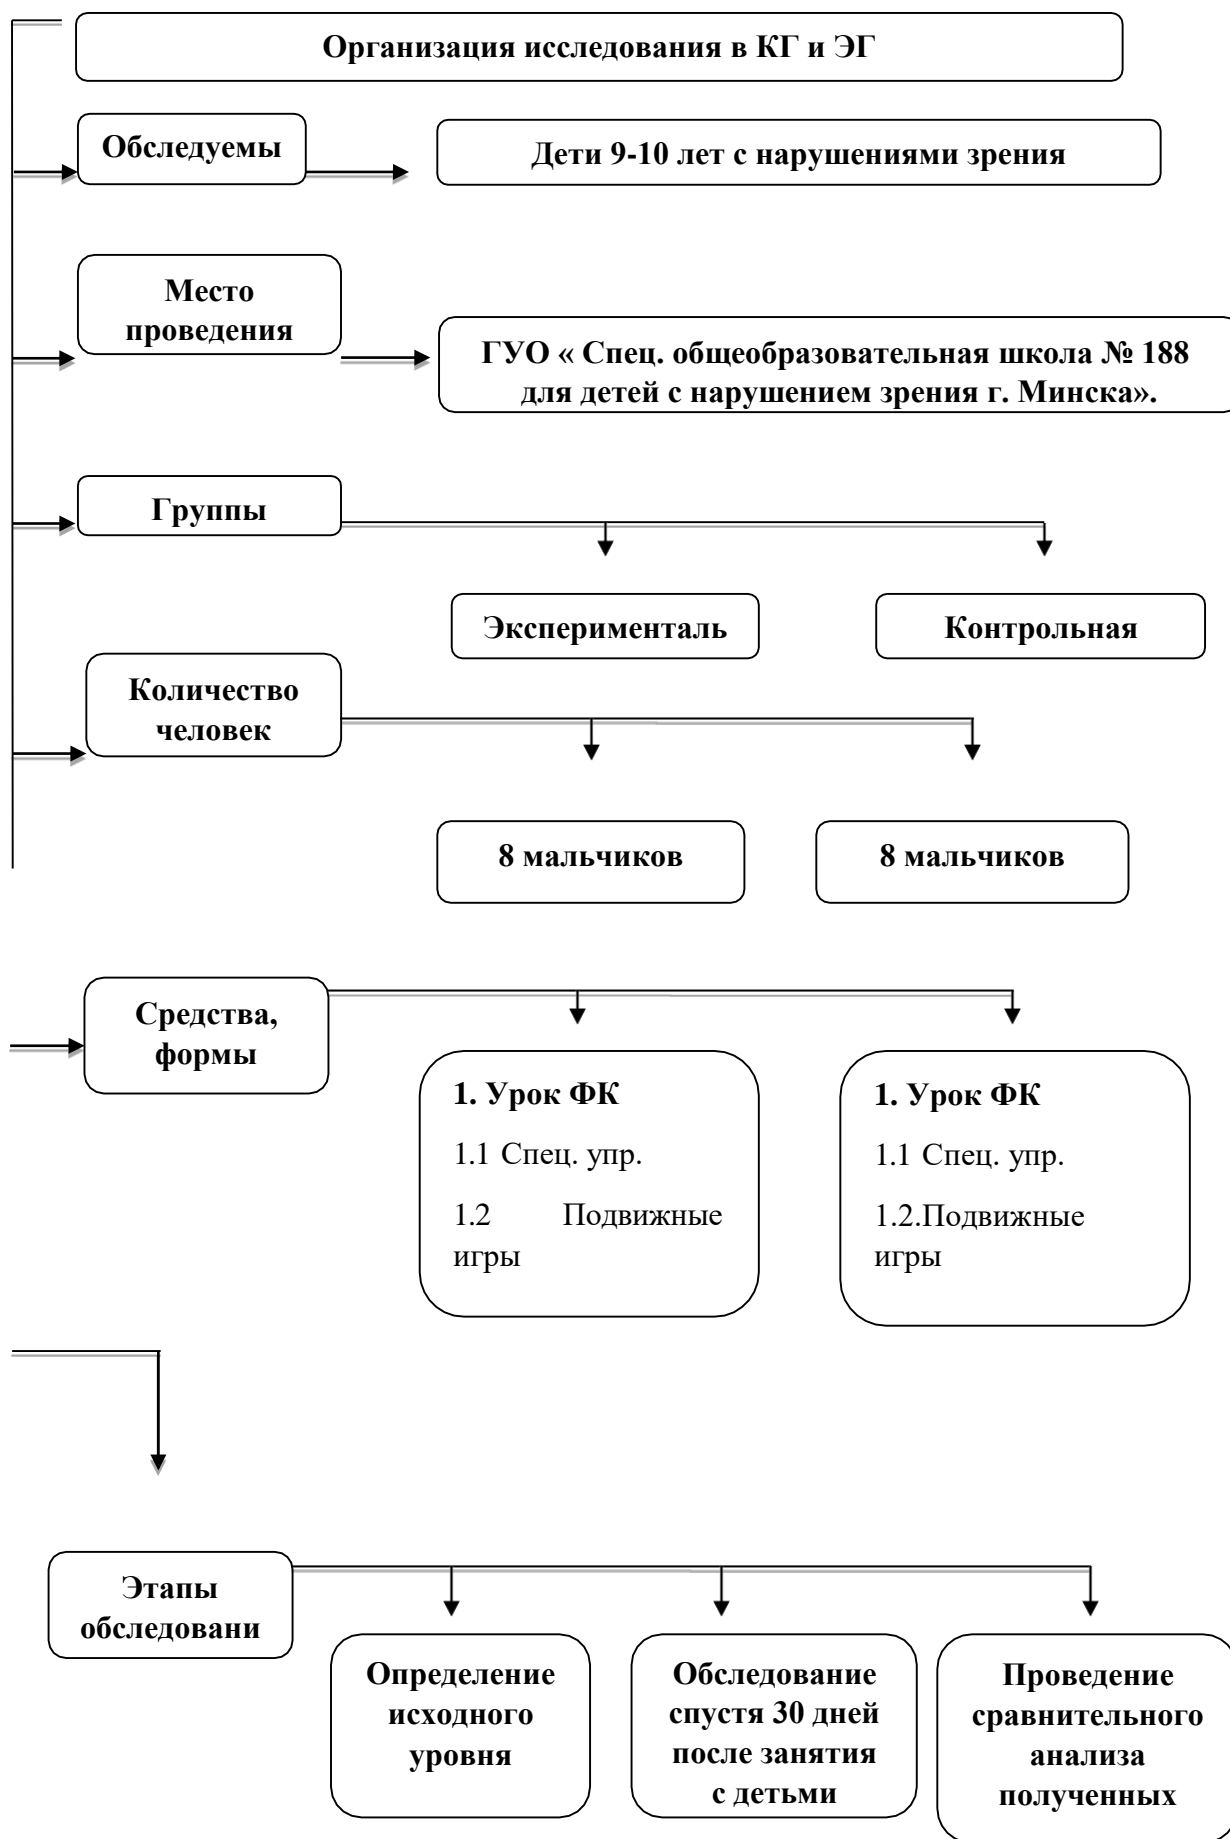 Организация исследования в КГ и ЭГ
Обследуемы
Дети 9-10 лет с нарушениями зрения
Место
проведения
ГУО « Спец. общеобразовательная школа № 188
для детей с нарушением зрения г. Минска».
Группы
Эксперименталь
Контрольная
Количество
человек
8 мальчиков
8 мальчиков
Средства,
формы
1. Урок ФК
1.1 Спец. упр.
1.2 Подвижные
игры
1. Урок ФК
1.1 Спец. упр.
1.2.Подвижные
игры
Этапы
обследовани
Определение
исходного
уровня
Обследование
спустя 30 дней
после занятия
с детьми
Проведение
сравнительного
анализа
полученных